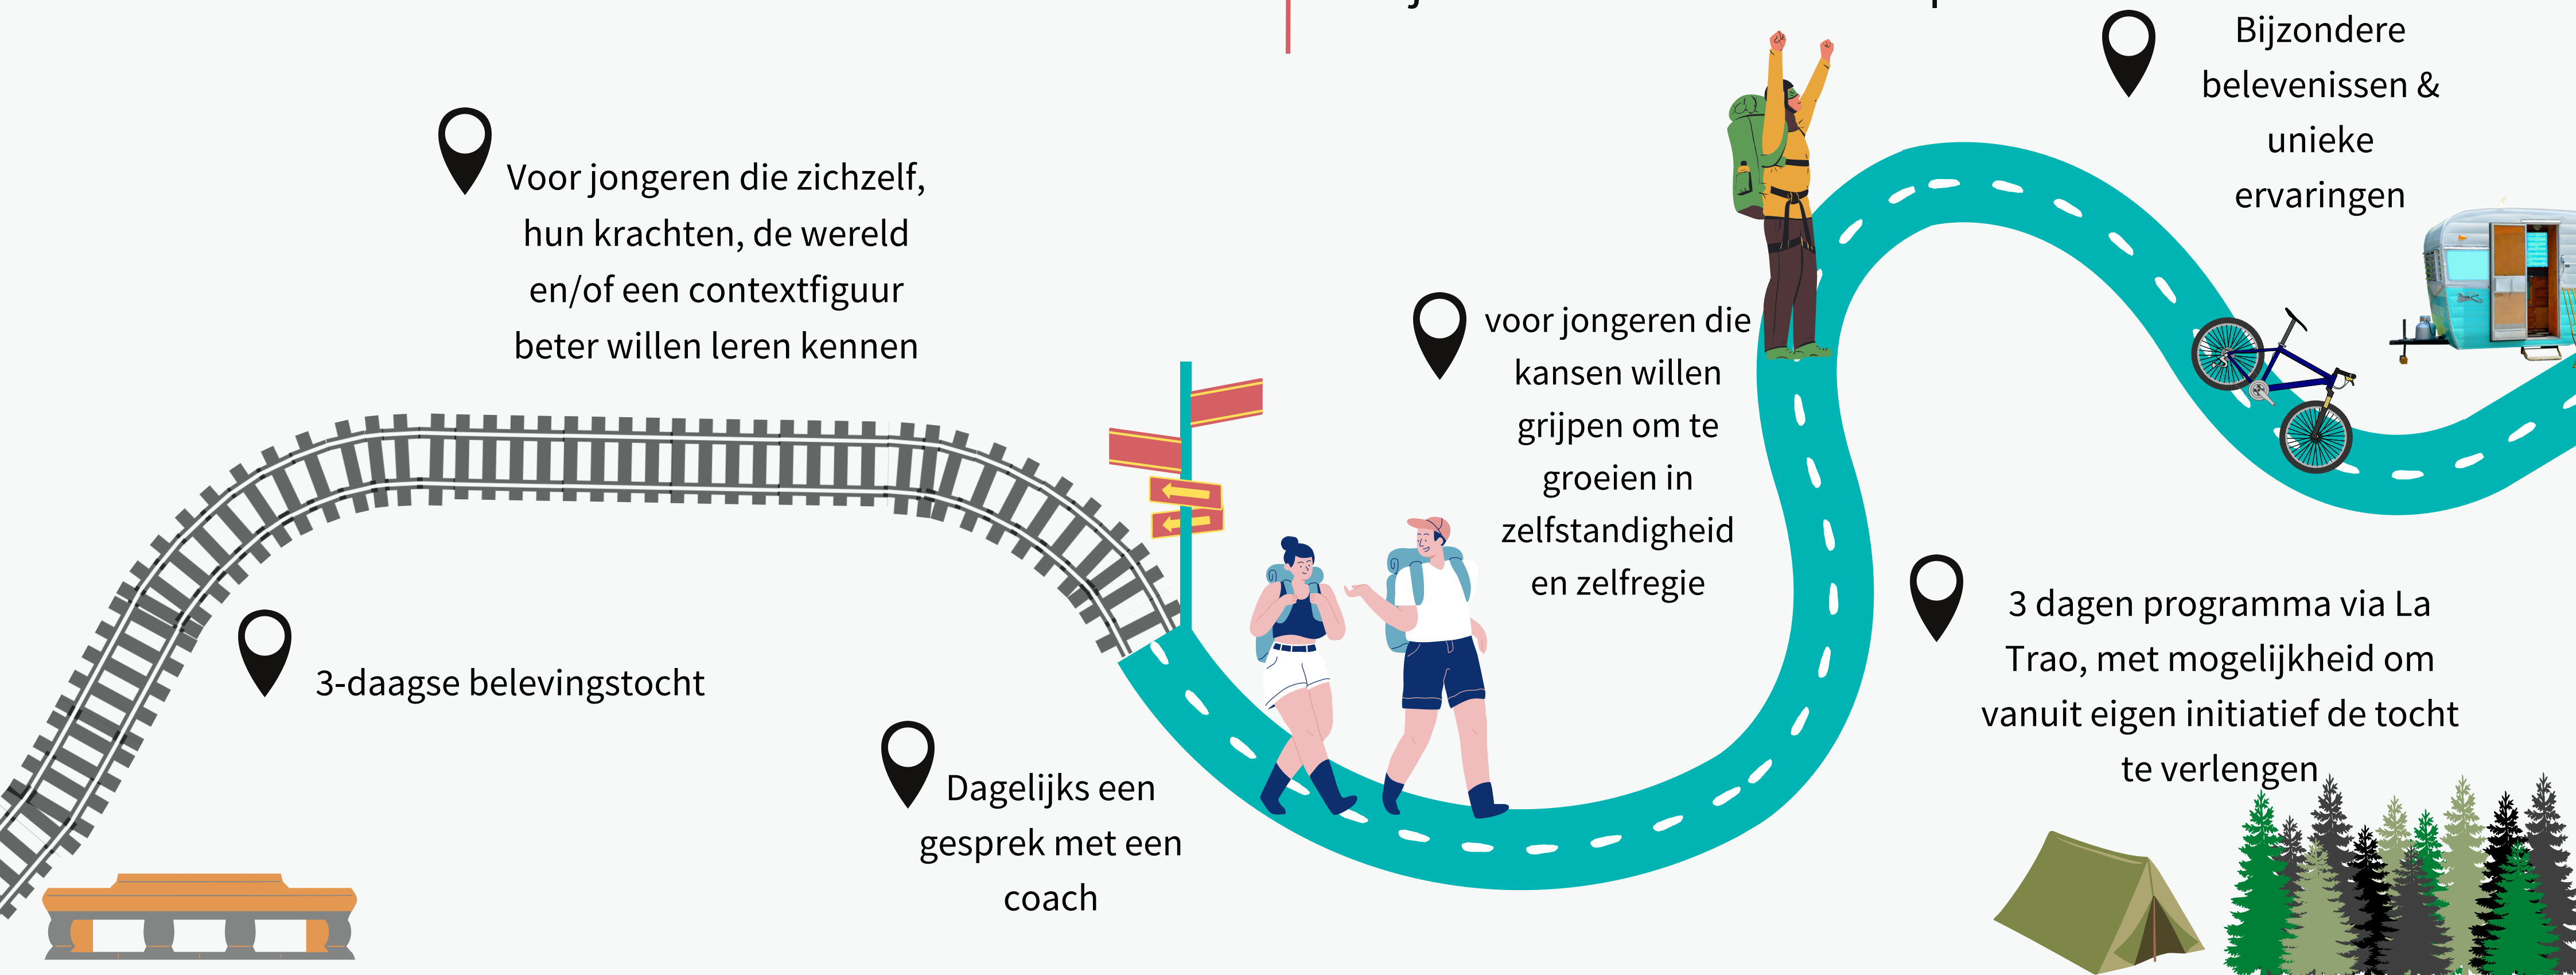 Voor jongeren die zichzelf,
hun krachten, de wereld
en/of een contextfiguur
beter willen leren kennen
3-daagse belevingstocht
Dagelijks een
gesprek met een
coach
voor jongeren die
kansen willen
grijpen om te
groeien in
zelfstandigheid
en zelfregie
Bijzondere
belevenissen &
unieke
ervaringen
3 dagen programma via La
Trao, met mogelijkheid om
vanuit eigen initiatief de tocht
te verlengen